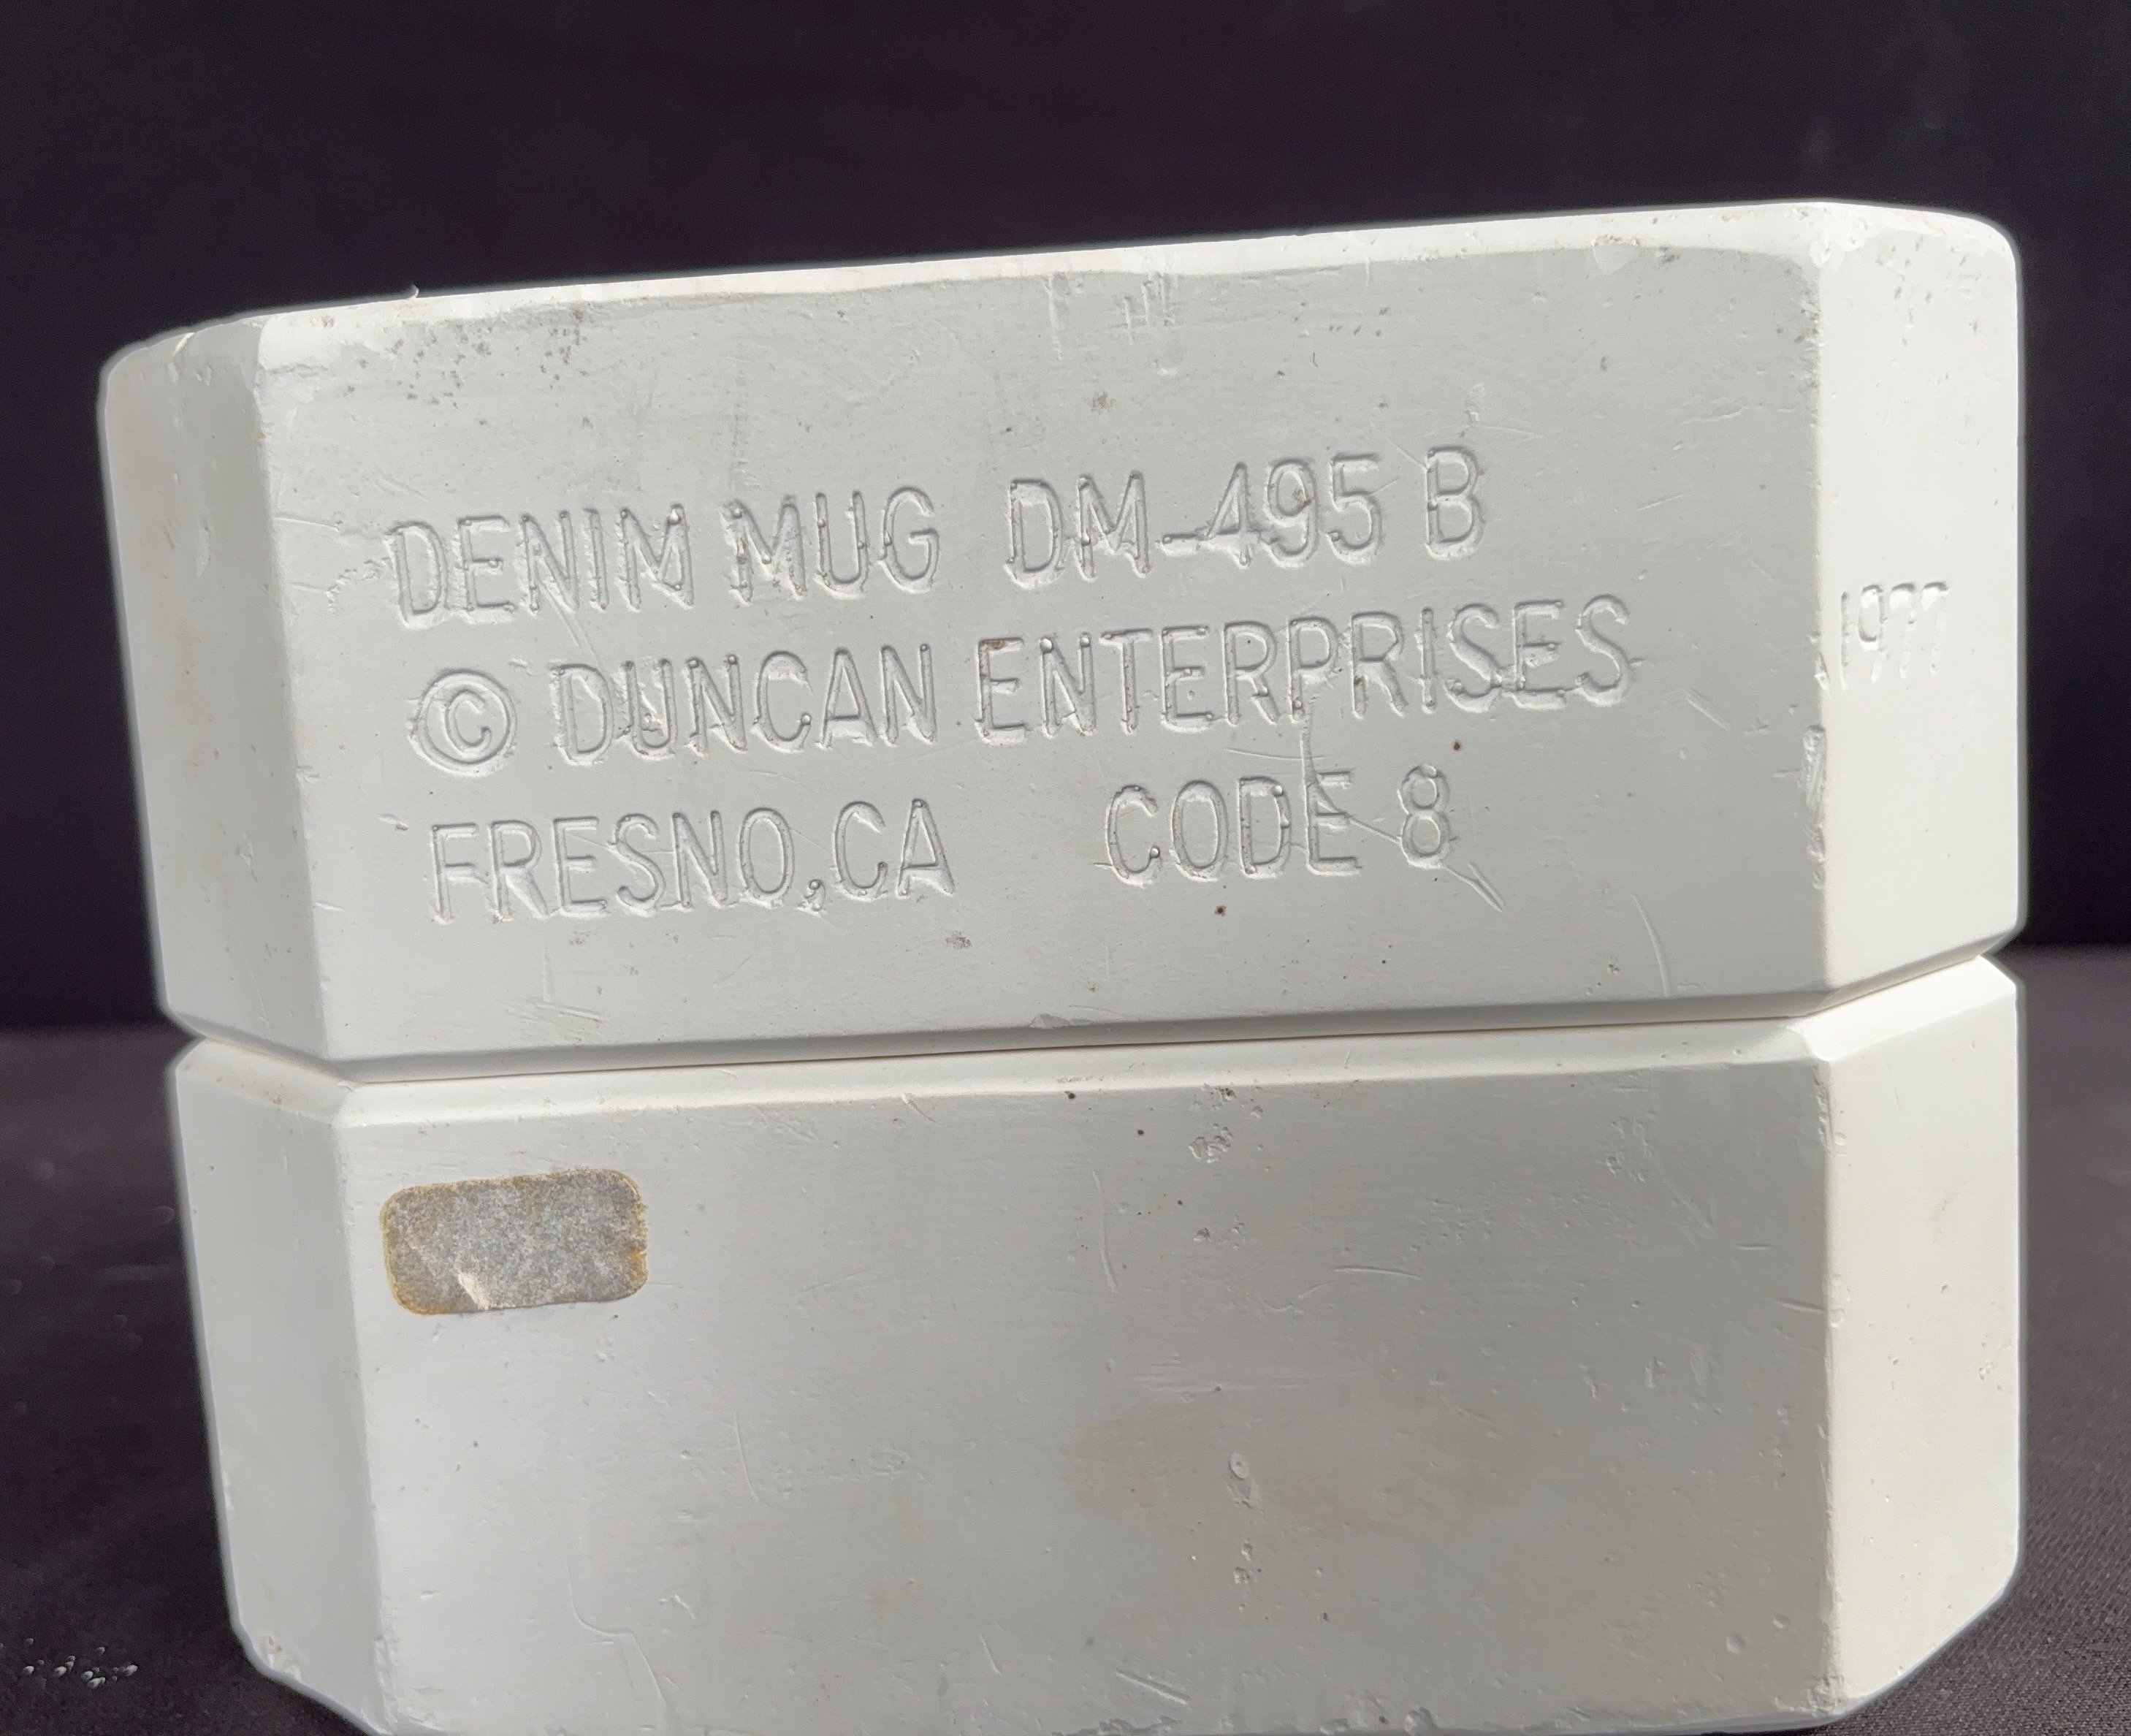 DENIM MUG DM-495 B
© DUNCAN ENTERPRISES 1977
FRESNO, CA CODE 8